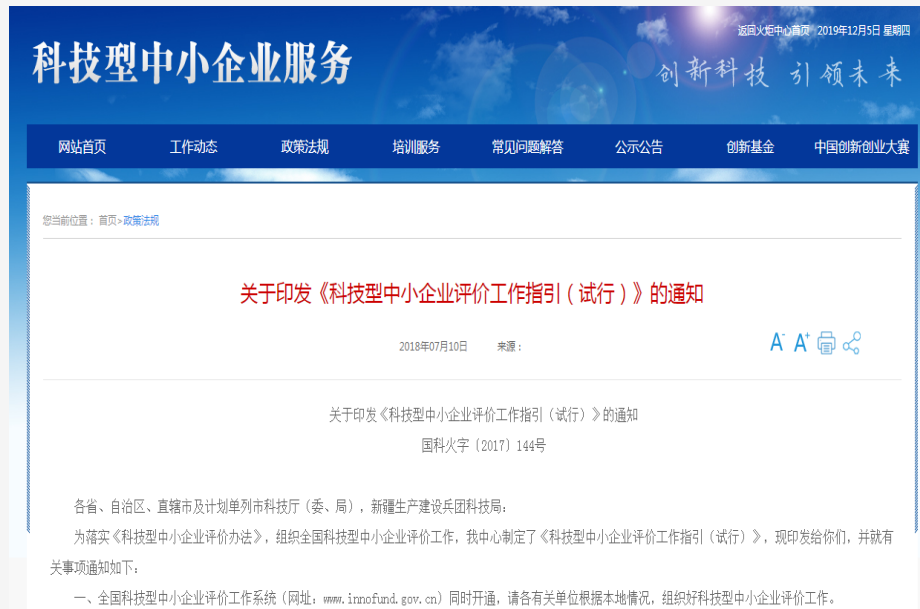 返回火炬中心首页 2019年12月5日 星期四
科技型中小企业服务
创新科技 引领未来
网站首页 工作动态 政策法规 培训服务 常见问题解答 公示公告 创新基金 中国创新创业大赛
您当前位置：首页>政策法规
关于印发《科技型中小企业评价工作指引（试行）》的通知
2018年07月10日 来源：
A- A+
关于印发《科技型中小企业评价工作指引（试行）》的通知
国科火字〔2017〕144号
各省、自治区、直辖市及计划单列市科技厅（委、局），新疆生产建设兵团科技局：
为落实《科技型中小企业评价办法》，组织全国科技型中小企业评价工作，我中心制定了《科技型中小企业评价工作指引（试行）》，现印发给你们，并就有
关事项通知如下：
一、全国科技型中小企业评价工作系统（网址：www.innofund.gov.cn）同时开通，请各有关单位根据本地情况，组织好科技型中小企业评价工作。